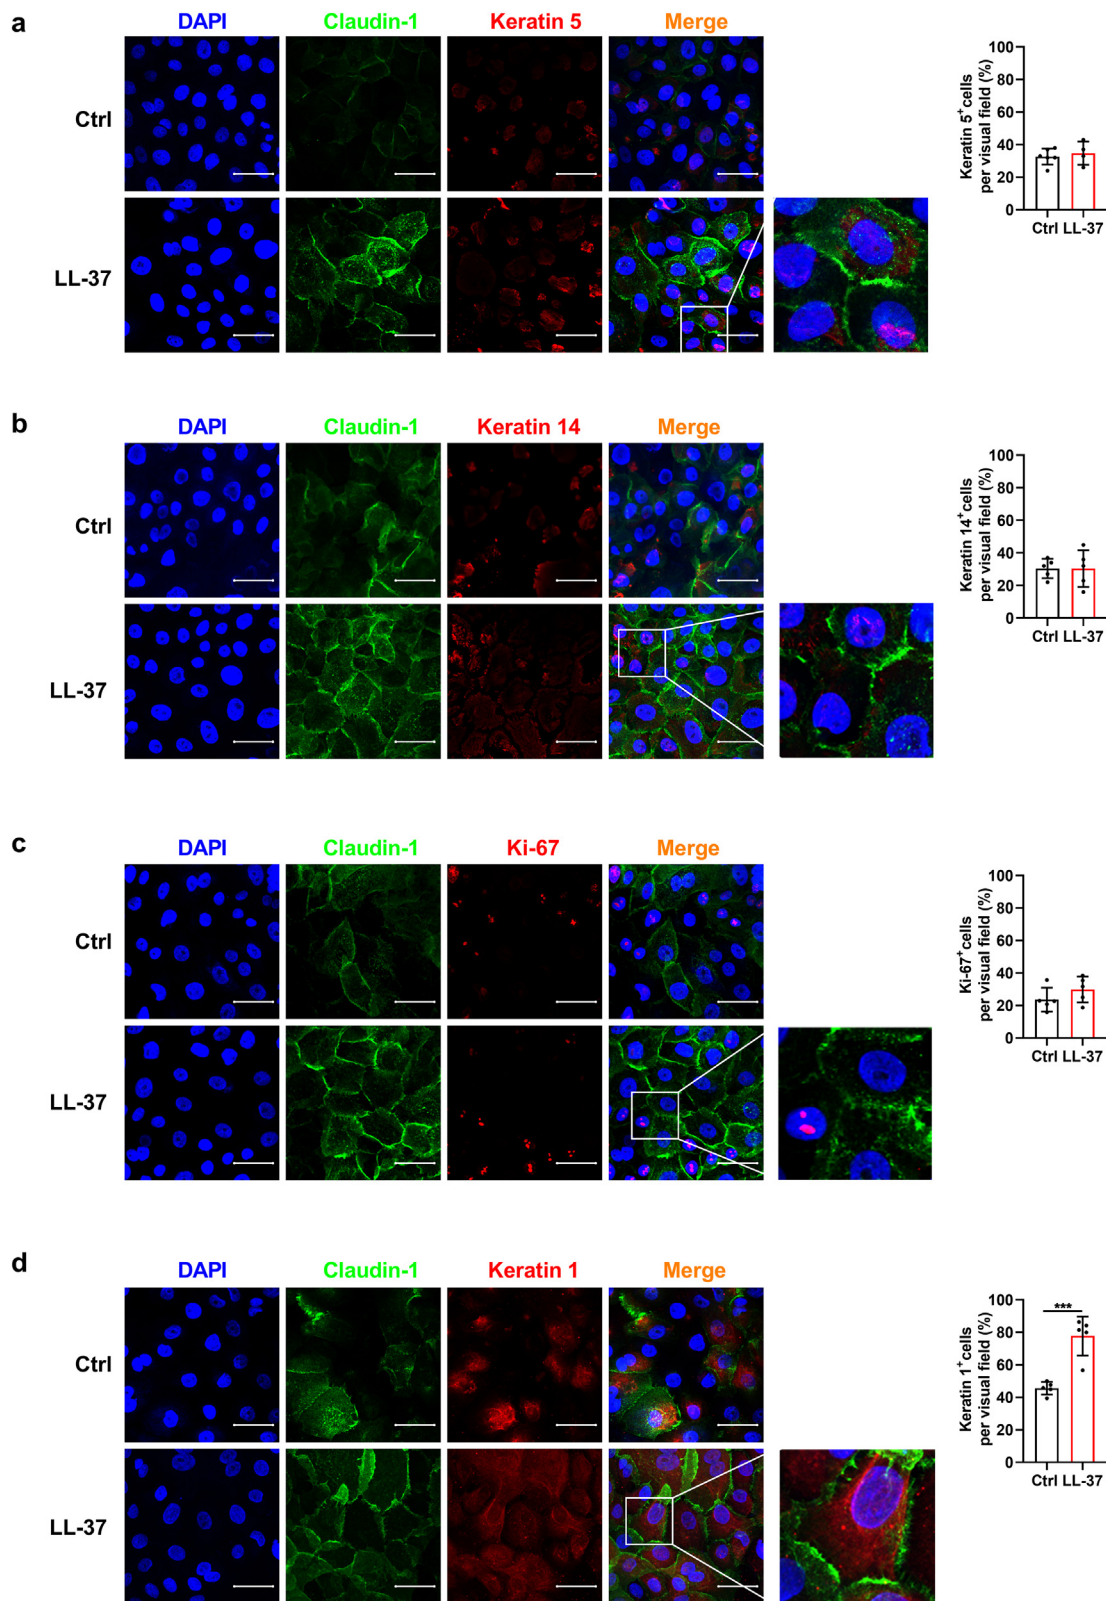 a
DAPI Claudin-1 Keratin 5 Merge
Ctrl
LL-37
Keratin 5+cells
per visual field (%)
100
80
60
40
20
0
Ctrl LL-37
b
DAPI Claudin-1 Keratin 14 Merge
Ctrl
LL-37
Keratin 14+cells
per visual field (%)
100
80
60
40
20
0
Ctrl LL-37
c
DAPI Claudin-1 Ki-67 Merge
Ctrl
LL-37
Ki-67+cells
per visual field (%)
100
80
60
40
20
0
Ctrl LL-37
d
DAPI Claudin-1 Keratin 1 Merge
Ctrl
LL-37
Keratin 1+cells
per visual field (%)
100
80
60
40
20
0
***
Ctrl LL-37